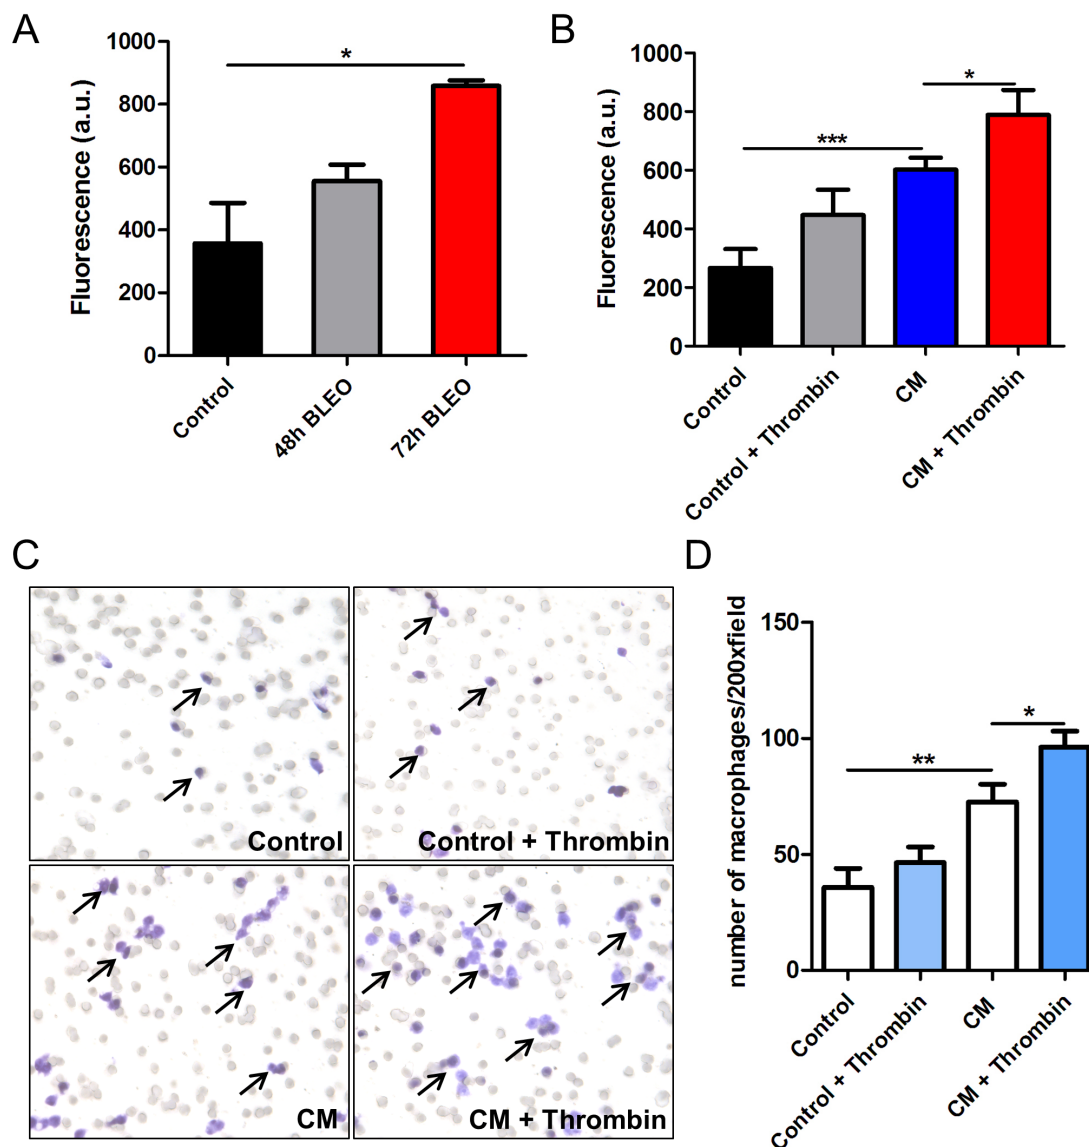 A
Fluorescence (a.u.)
1000
800
600
400
200
0
*
Control
48h BLEO
72h BLEO
B
Fluorescence (a.u.)
1000
800
600
400
200
0
***
*
Control
Control + Thrombin
CM
CM + Thrombin
C
Control
Control + Thrombin
CM
CM + Thrombin
D
number of macrophages/200xfield
150
100
50
0
**
*
Control
Control + Thrombin
CM
CM + Thrombin